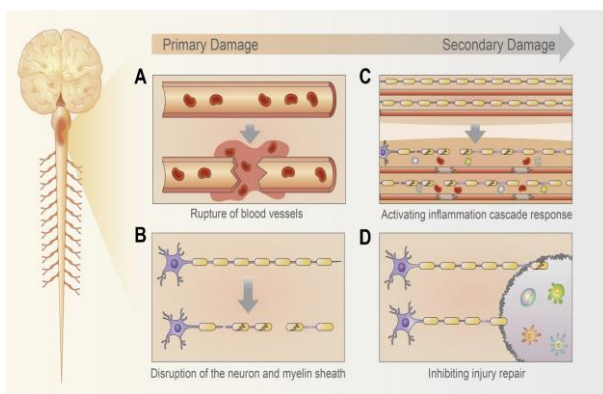 Primary Damage
Secondary Damage
A
Rupture of blood vessels
B
Disruption of the neuron and myelin sheath
C
Activating inflammation cascade response
D
Inhibiting injury repair